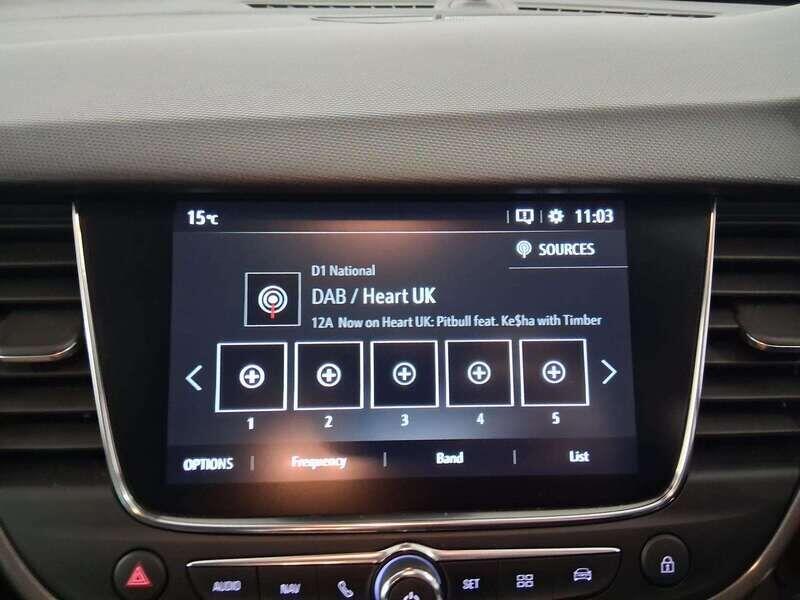 15°C 11:03
SOURCES
D1 National
DAB / Heart UK
12A Now on Heart UK: Pitbull feat. Ke$ha with Timber
1 2 3 4 5
OPTIONS Frequency Band List
AUDIO NAV SET